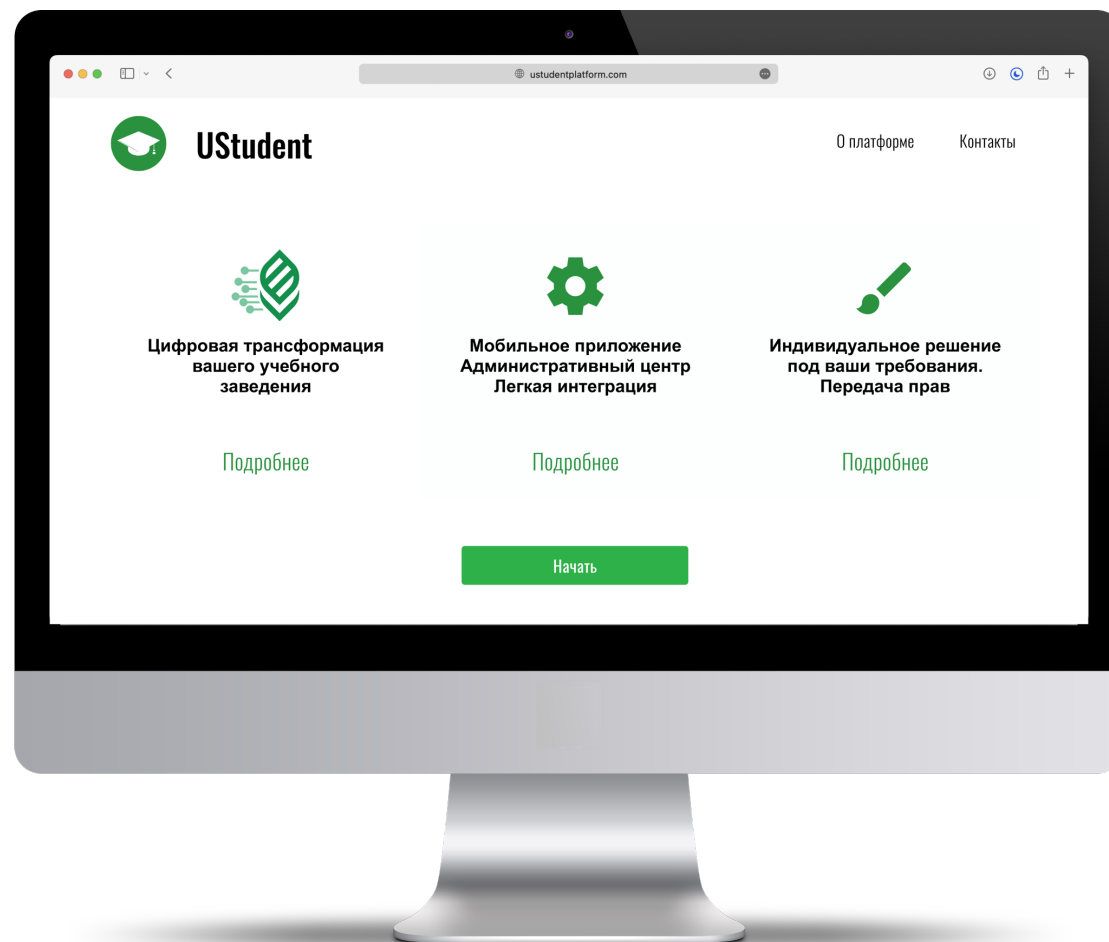 ustudentplatform.com
UStudent
О платформе
Контакты
Цифровая трансформация
вашего учебного
заведения
Подробнее
Мобильное приложение
Административный центр
Легкая интеграция
Подробнее
Индивидуальное решение
под ваши требования.
Передача прав
Подробнее
Начать